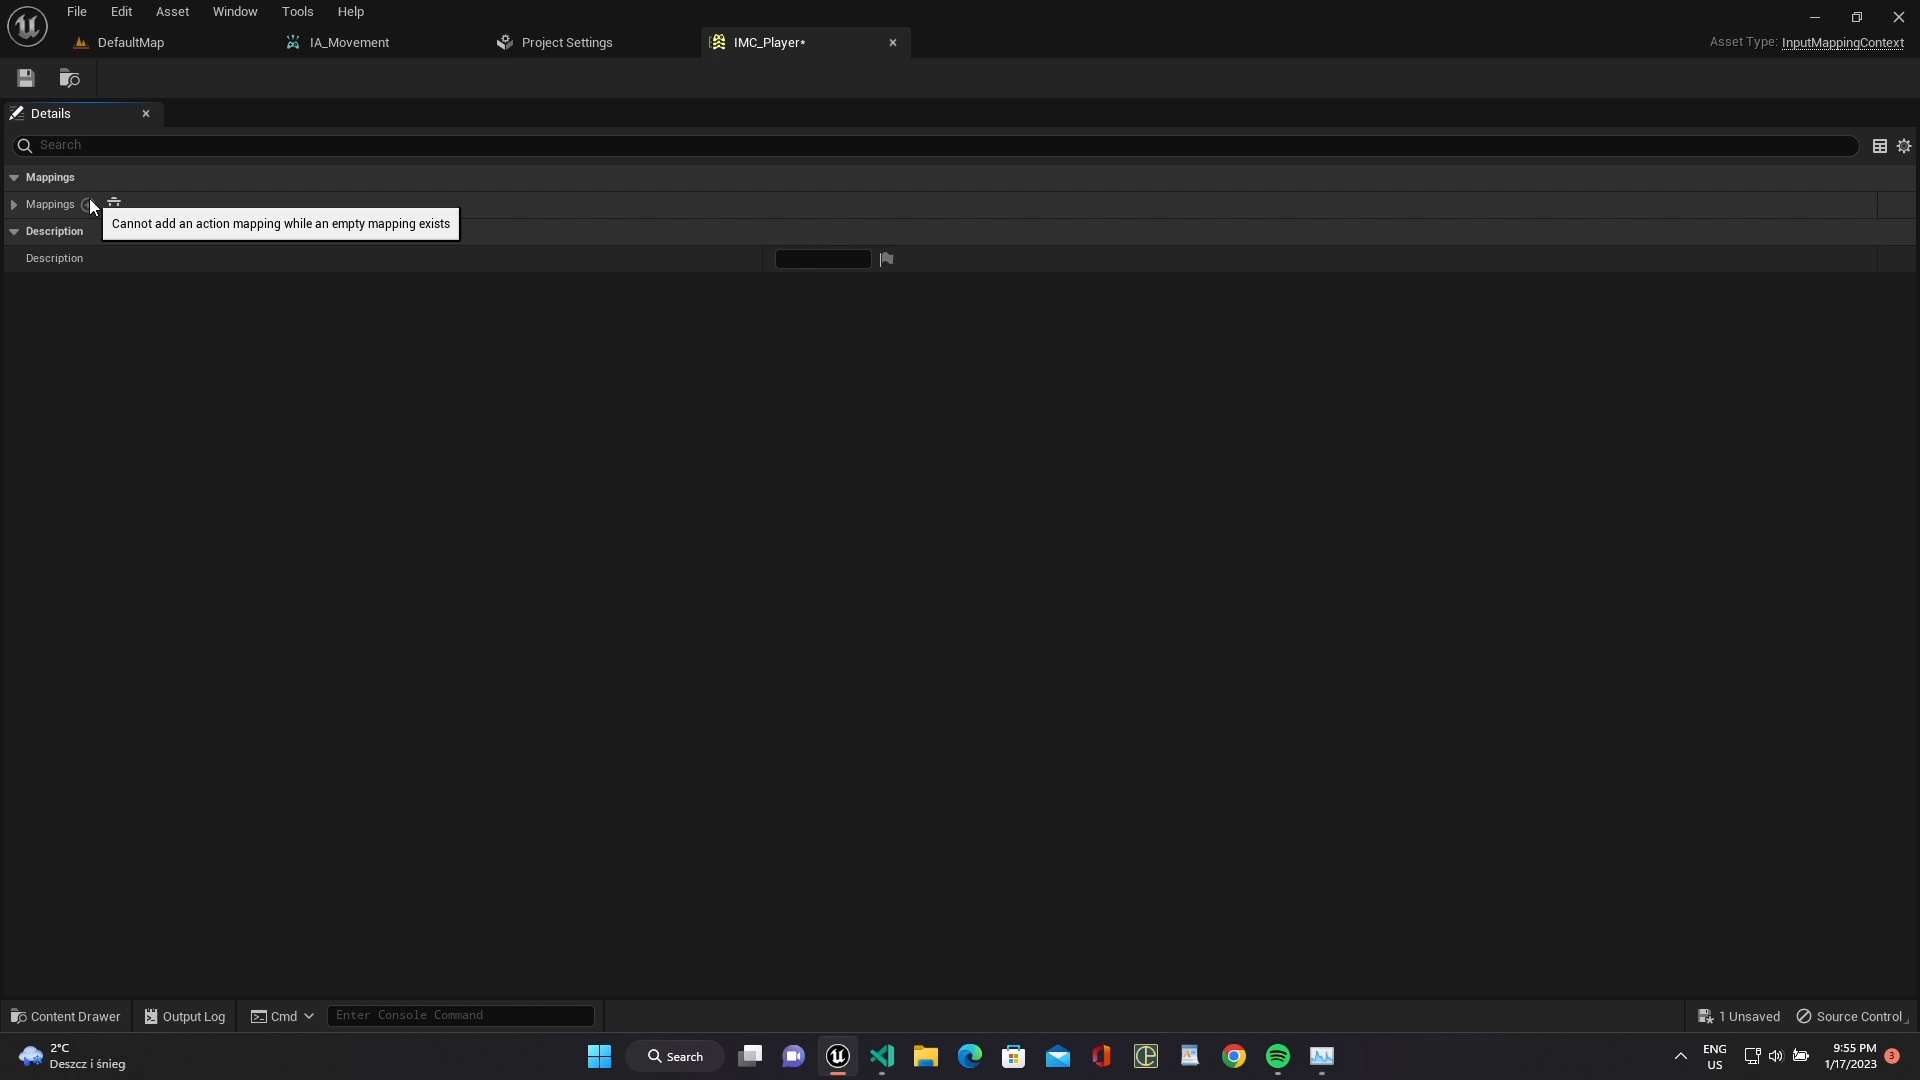 File Edit Asset Window Tools Help
DefaultMap IA_Movement Project Settings IMC_Player* Asset Type: InputMappingContext
Details
Search
Mappings
Mappings
Cannot add an action mapping while an empty mapping exists
Description
Description
Content Drawer Output Log Cmd Enter Console Command 1 Unsaved Source Control
2°C
Deszcz i śnieg
Search
ENG
US
9:55 PM
1/17/2023
3